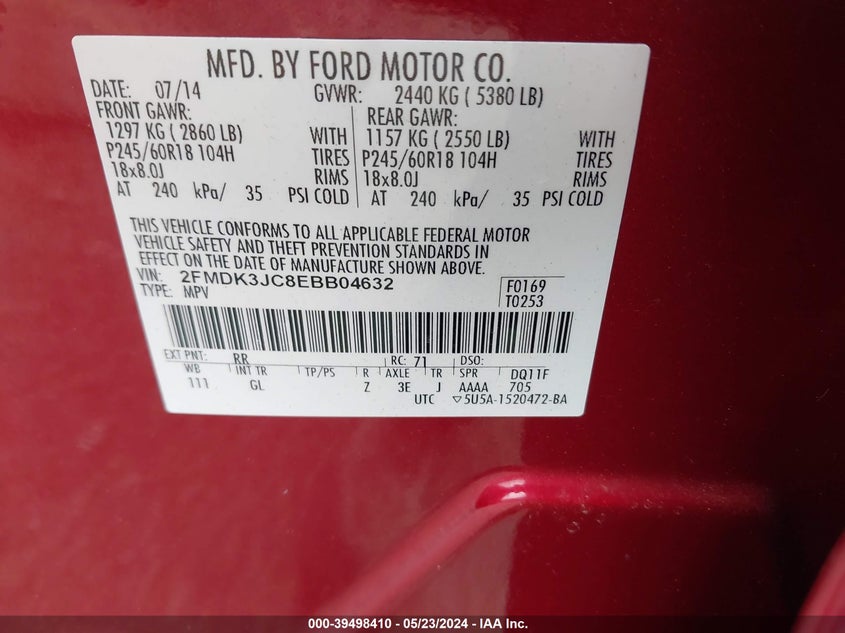 MFD. BY FORD MOTOR CO.
DATE: 07/14 GVWR: 2440 KG ( 5380 LB)
FRONT GAWR: REAR GAWR:
1297 KG ( 2860 LB) WITH 1157 KG ( 2550 LB) WITH
P245/60R18 104H TIRES P245/60R18 104H TIRES
18x8.0J RIMS 18x8.0J RIMS
AT 240 kPa/ 35 PSI COLD AT 240 kPa/ 35 PSI COLD
THIS VEHICLE CONFORMS TO ALL APPLICABLE FEDERAL MOTOR
VEHICLE SAFETY AND THEFT PREVENTION STANDARDS IN
EFFECT ON THE DATE OF MANUFACTURE SHOWN ABOVE.
VIN: 2FMDK3JC8EBB04632 F0169
TYPE: MPV T0253
EXT PNT: RR RC: 71 DSO:
WB INT TR TP/PS R AXLE TR SPR DQ11F
111 GL Z 3E J AAAA 705
UTC ▽5U5A-1520472-BA
000-39498410 - 05/23/2024 - IAA Inc.